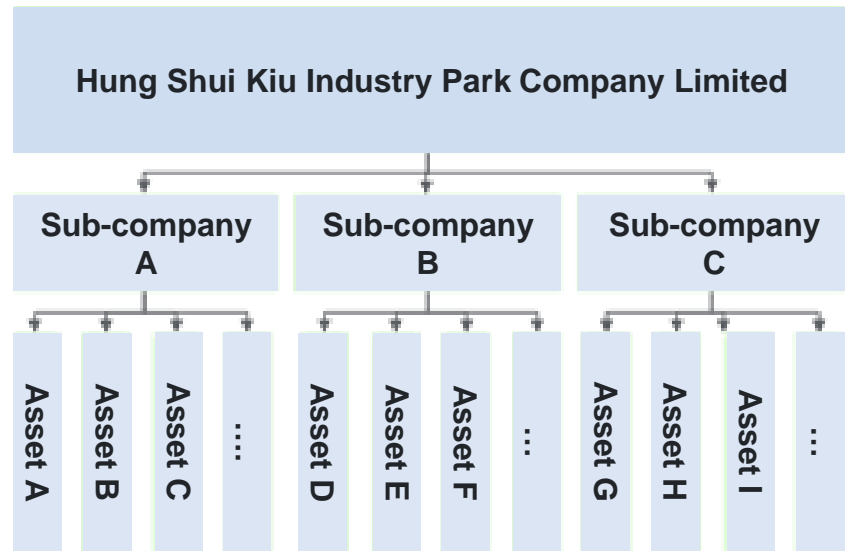 Hung Shui Kiu Industry Park Company Limited
Sub-company
A
Sub-company
B
Sub-company
C
Asset A
Asset B
Asset C
....
Asset D
Asset E
Asset F
...
Asset G
Asset H
Asset I
...